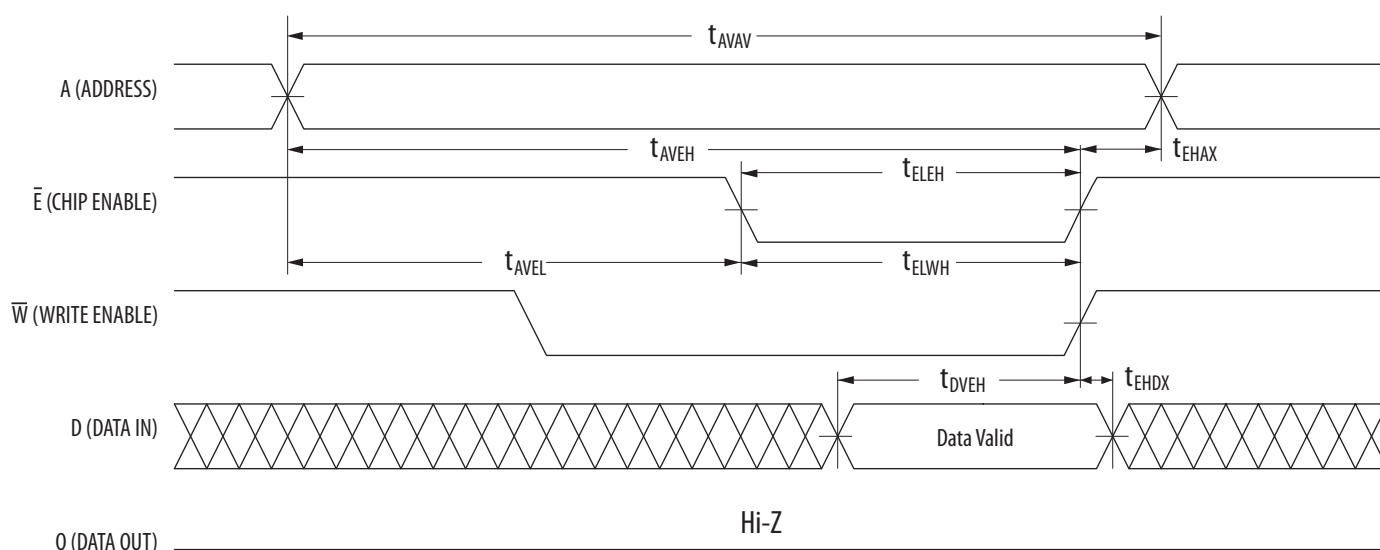 tAVAV
A (ADDRESS)
tAVEH
tEHAX
tELEH
E̅ (CHIP ENABLE)
tAVEL
tELWH
W̅ (WRITE ENABLE)
tDVEH
tEHDX
D (DATA IN)
Data Valid
Hi-Z
Q (DATA OUT)